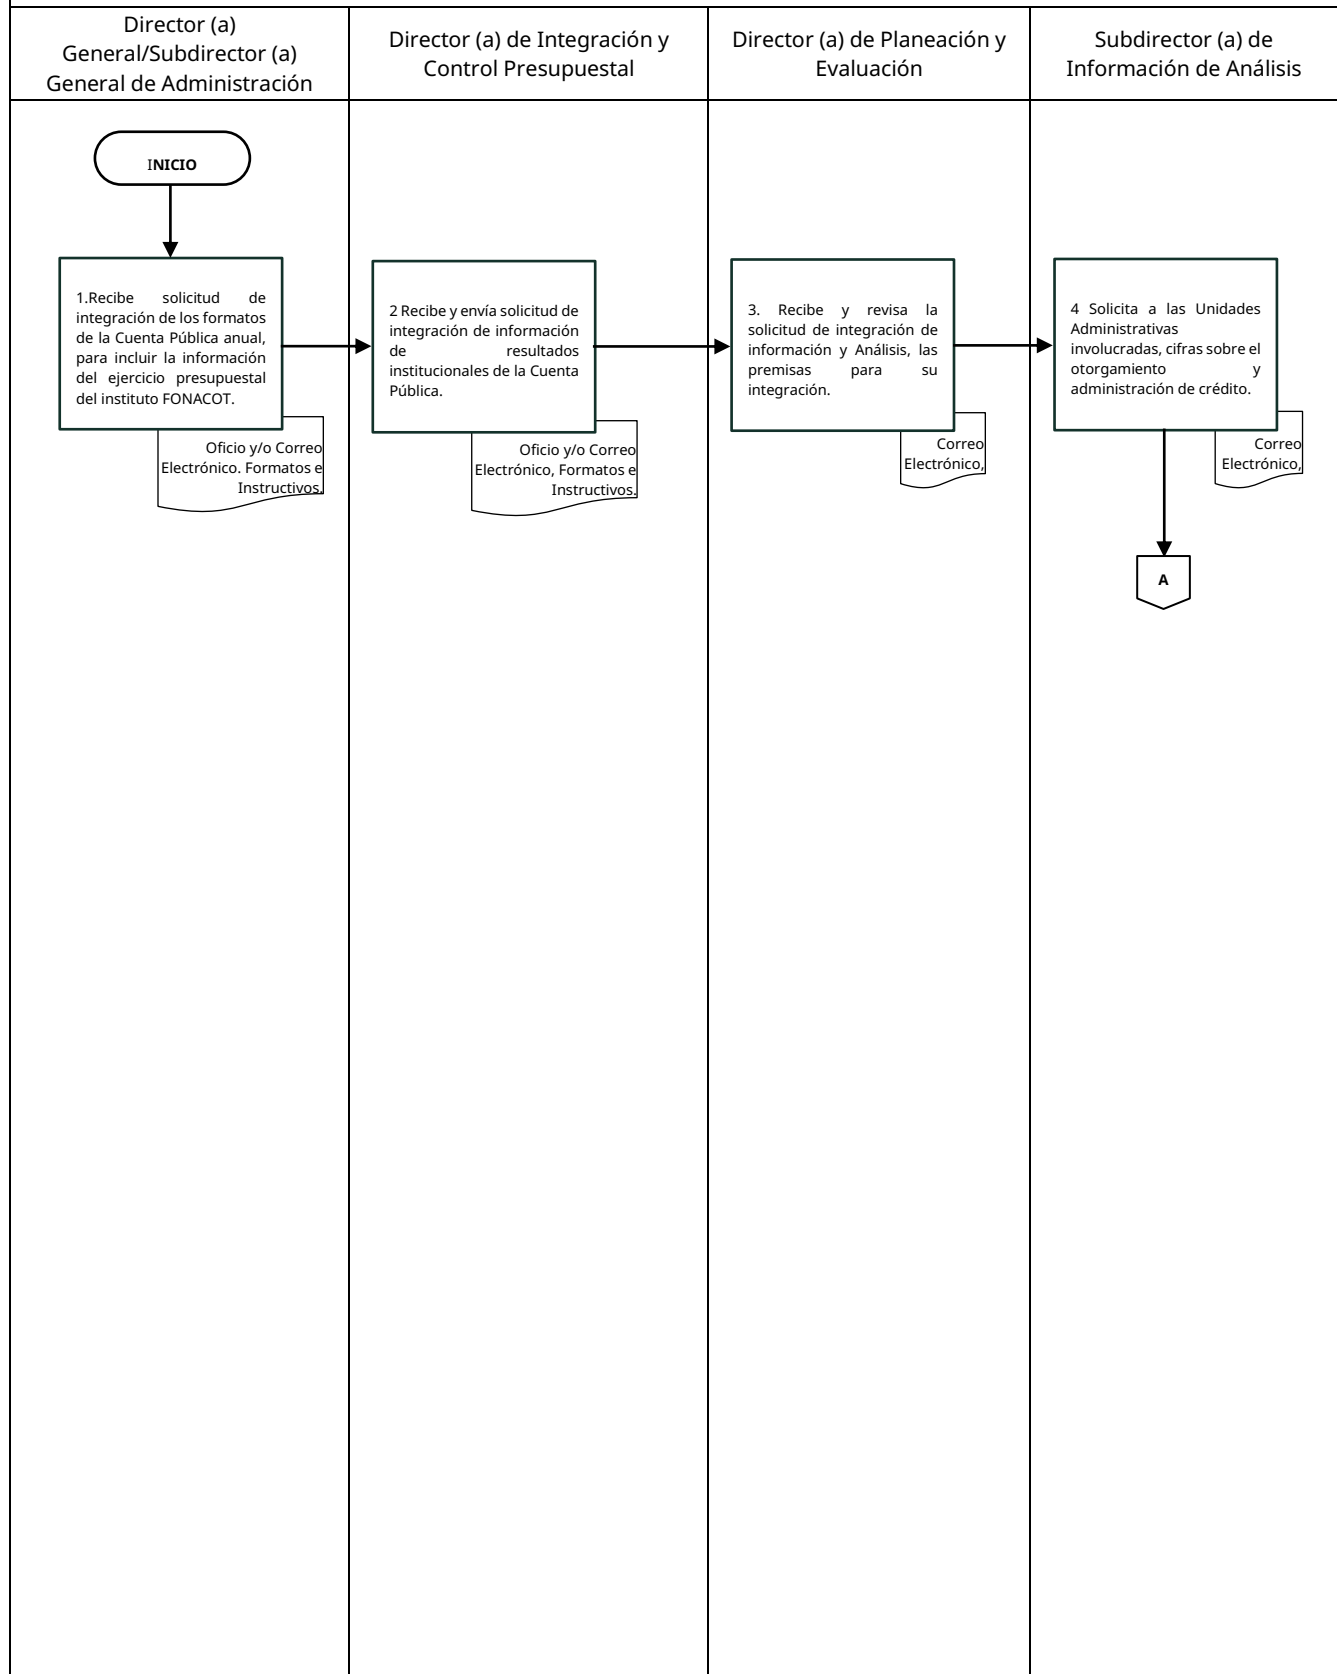 Director (a)
General/Subdirector (a)
General de Administración
Director (a) de Integración y
Control Presupuestal
Director (a) de Planeación y
Evaluación
Subdirector (a) de
Información de Análisis
INICIO
1.Recibe solicitud de
integración de los formatos
de la Cuenta Pública anual,
para incluir la información
del ejercicio presupuestal
del instituto FONACOT.
Oficio y/o Correo
Electrónico. Formatos e
Instructivos.
2 Recibe y envía solicitud de
integración de información
de resultados
institucionales de la Cuenta
Pública.
Oficio y/o Correo
Electrónico, Formatos e
Instructivos.
3. Recibe y revisa la
solicitud de integración de
información y Análisis, las
premisas para su
integración.
Correo
Electrónico,
4 Solicita a las Unidades
Administrativas
involucradas, cifras sobre el
otorgamiento y
administración de crédito.
Correo
Electrónico,
A